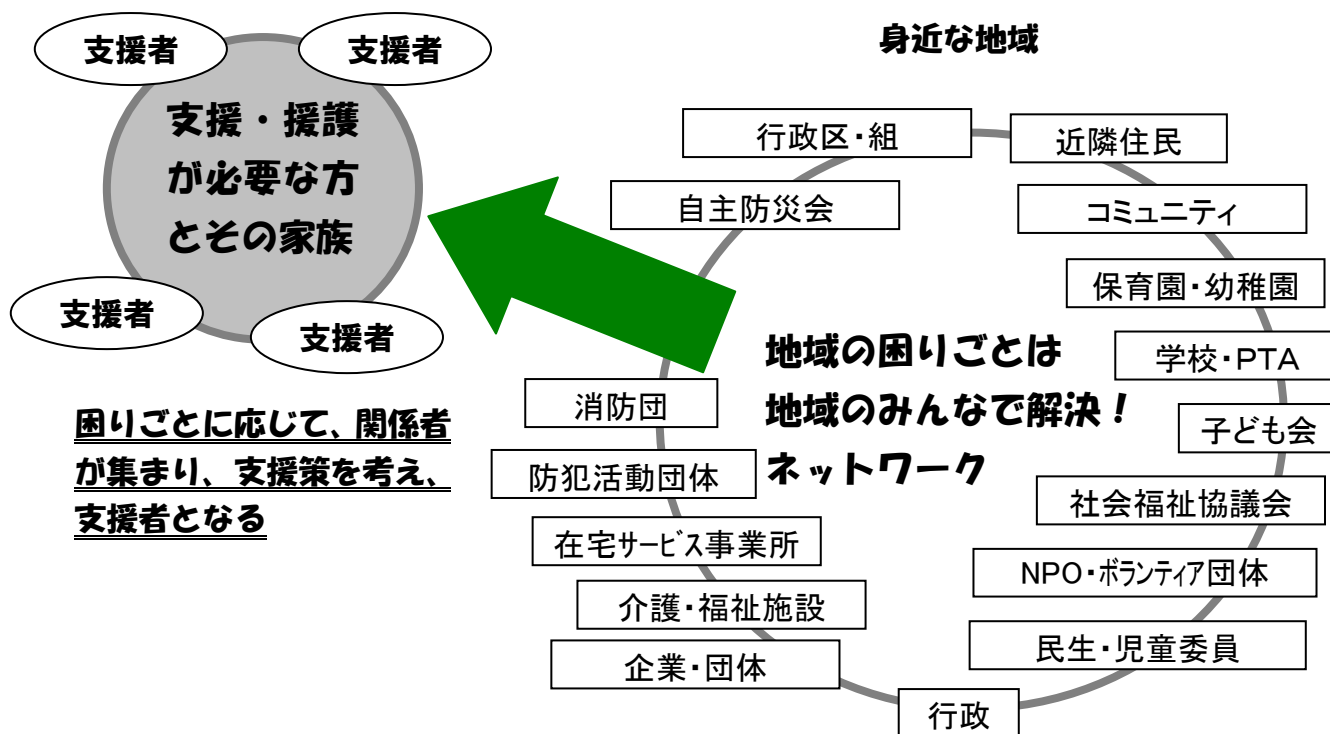 支援者
支援者
支援・援護
が必要な方
とその家族
支援者
支援者
困りごとに応じて、関係者
が集まり、支援策を考え、
支援者となる
身近な地域
行政区・組
近隣住民
自主防災会
コミュニティ
保育園・幼稚園
学校・PTA
子ども会
社会福祉協議会
NPO・ボランティア団体
民生・児童委員
行政
企業・団体
介護・福祉施設
在宅サービス事業所
防犯活動団体
消防団
地域の困りごとは
地域のみんなで解決！
ネットワーク